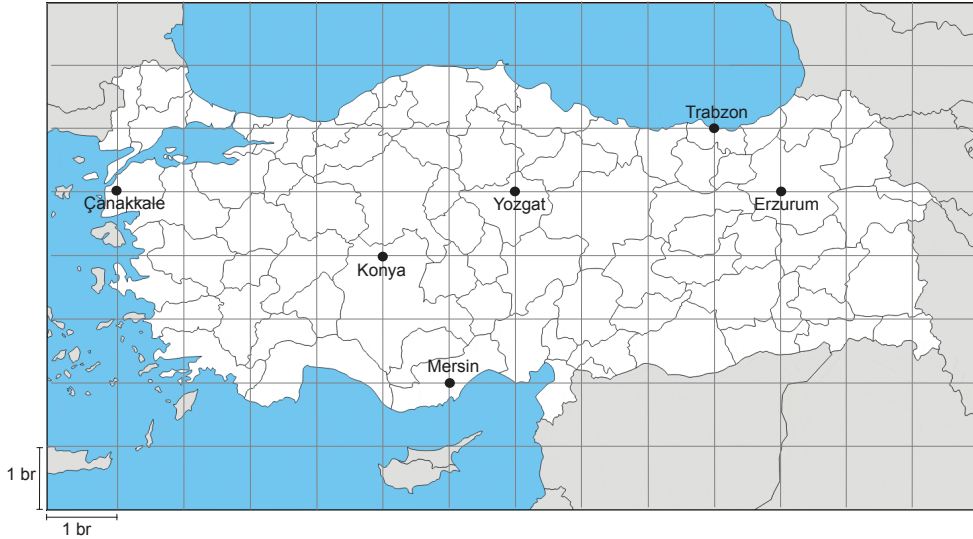 Trabzon
Çanakkale
Yozgat
Erzurum
Konya
Mersin
1 br
1 br